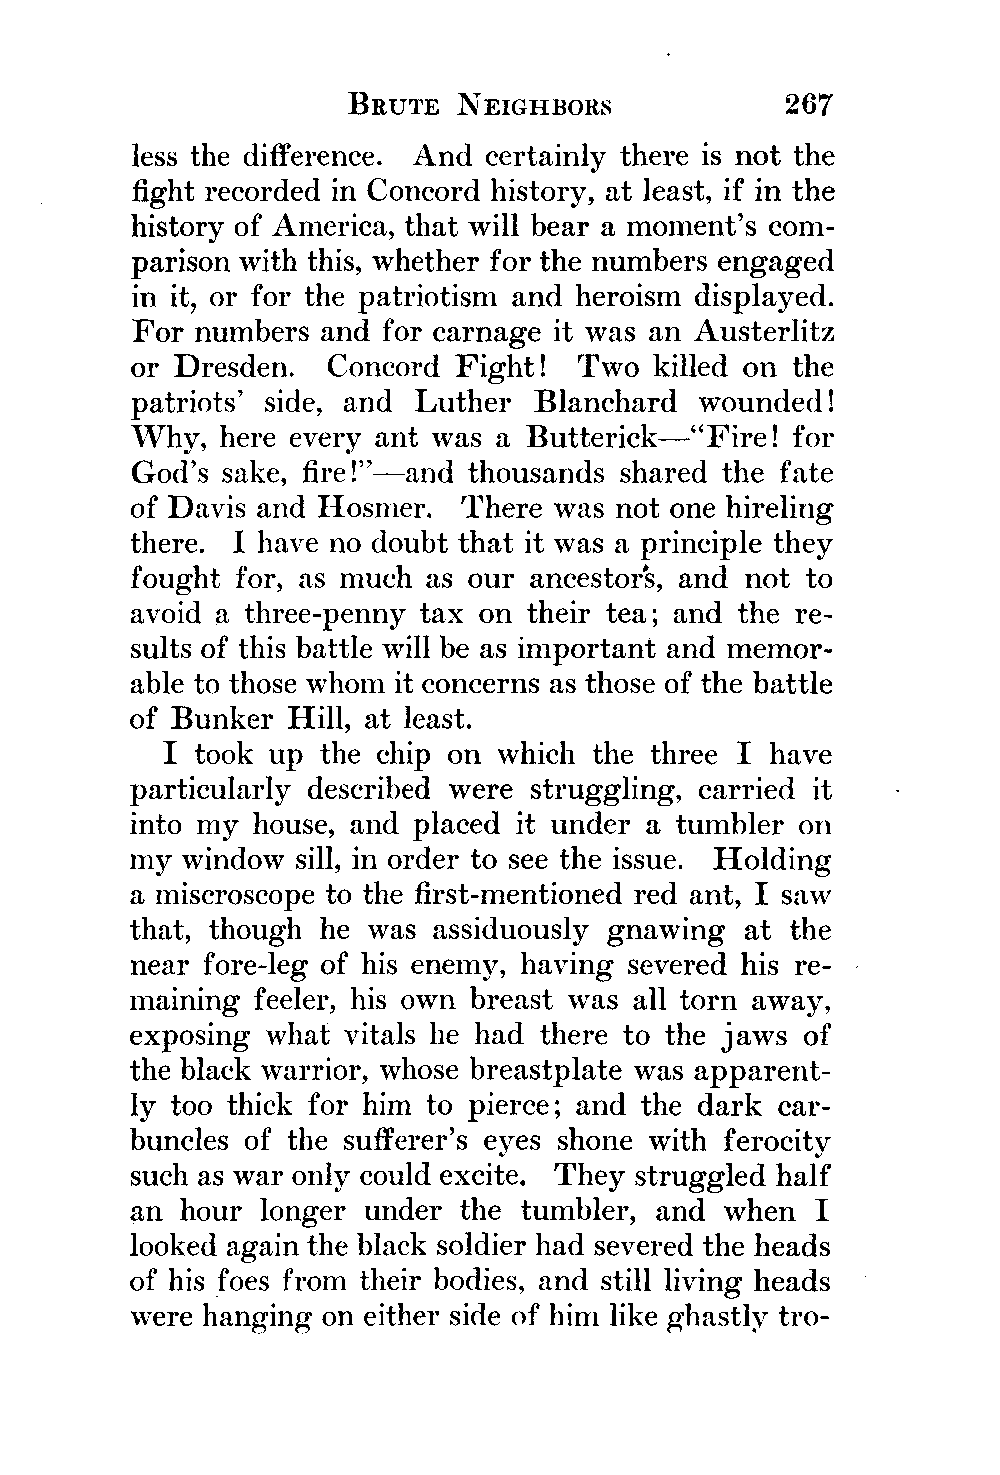 BRUTE NEIGHBORS 267
less the difference. And certainly there is not the
fight recorded in Concord history, at least, if in the
history of America, that will bear a moment's com-
parison with this, whether for the numbers engaged
in it, or for the patriotism and heroism displayed.
For numbers and for carnage it was an Austerlitz
or Dresden. Concord Fight! Two killed on the
patriots' side, and Luther Blanchard wounded!
Why, here every ant was a Butterick—"Fire! for
God's sake, fire!"—and thousands shared the fate
of Davis and Hosmer. There was not one hireling
there. I have no doubt that it was a principle they
fought for, as much as our ancestors, and not to
avoid a three-penny tax on their tea; and the re-
sults of this battle will be as important and memor-
able to those whom it concerns as those of the battle
of Bunker Hill, at least.
I took up the chip on which the three I have
particularly described were struggling, carried it
into my house, and placed it under a tumbler on
my window sill, in order to see the issue. Holding
a miscroscope to the first-mentioned red ant, I saw
that, though he was assiduously gnawing at the
near fore-leg of his enemy, having severed his re-
maining feeler, his own breast was all torn away,
exposing what vitals he had there to the jaws of
the black warrior, whose breastplate was apparent-
ly too thick for him to pierce; and the dark car-
buncles of the sufferer's eyes shone with ferocity
such as war only could excite. They struggled half
an hour longer under the tumbler, and when I
looked again the black soldier had severed the heads
of his foes from their bodies, and still living heads
were hanging on either side of him like ghastly tro-